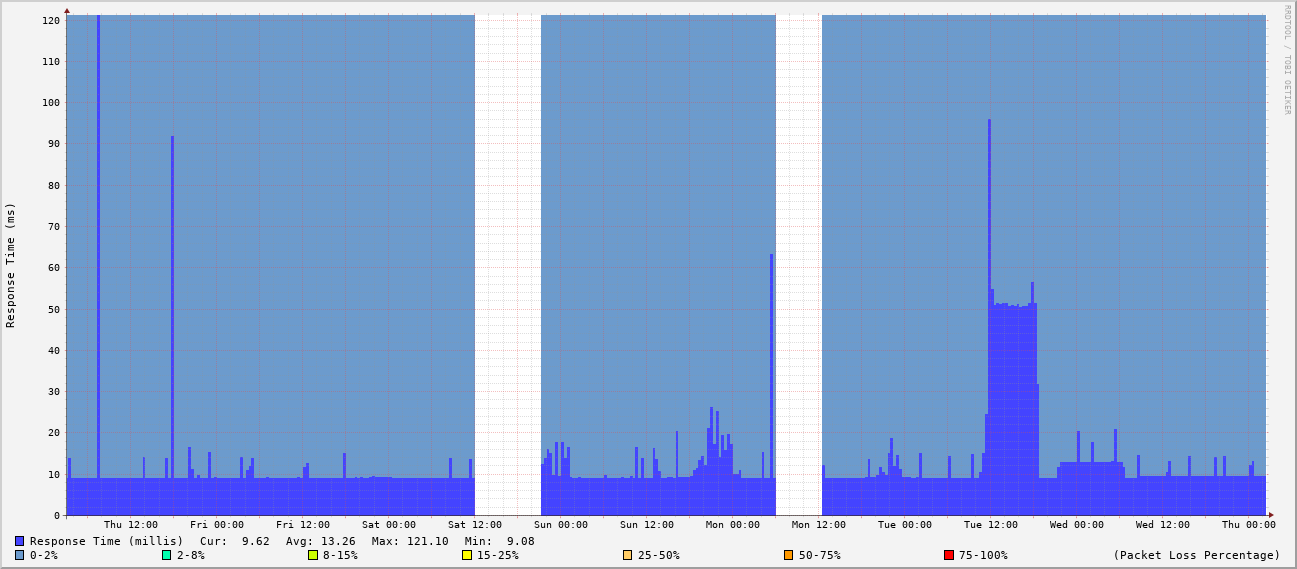 RRDTOOL / TOBI OETIKER
Response Time (ms)
120
110
100
90
80
70
60
50
40
30
20
10
0
Thu 12:00 Fri 00:00 Fri 12:00 Sat 00:00 Sat 12:00 Sun 00:00 Sun 12:00 Mon 00:00 Mon 12:00 Tue 00:00 Tue 12:00 Wed 00:00 Wed 12:00 Thu 00:00
Response Time (millis) Cur: 9.62 Avg: 13.26 Max: 121.10 Min: 9.08
0-2% 2-8% 8-15% 15-25% 25-50% 50-75% 75-100% (Packet Loss Percentage)